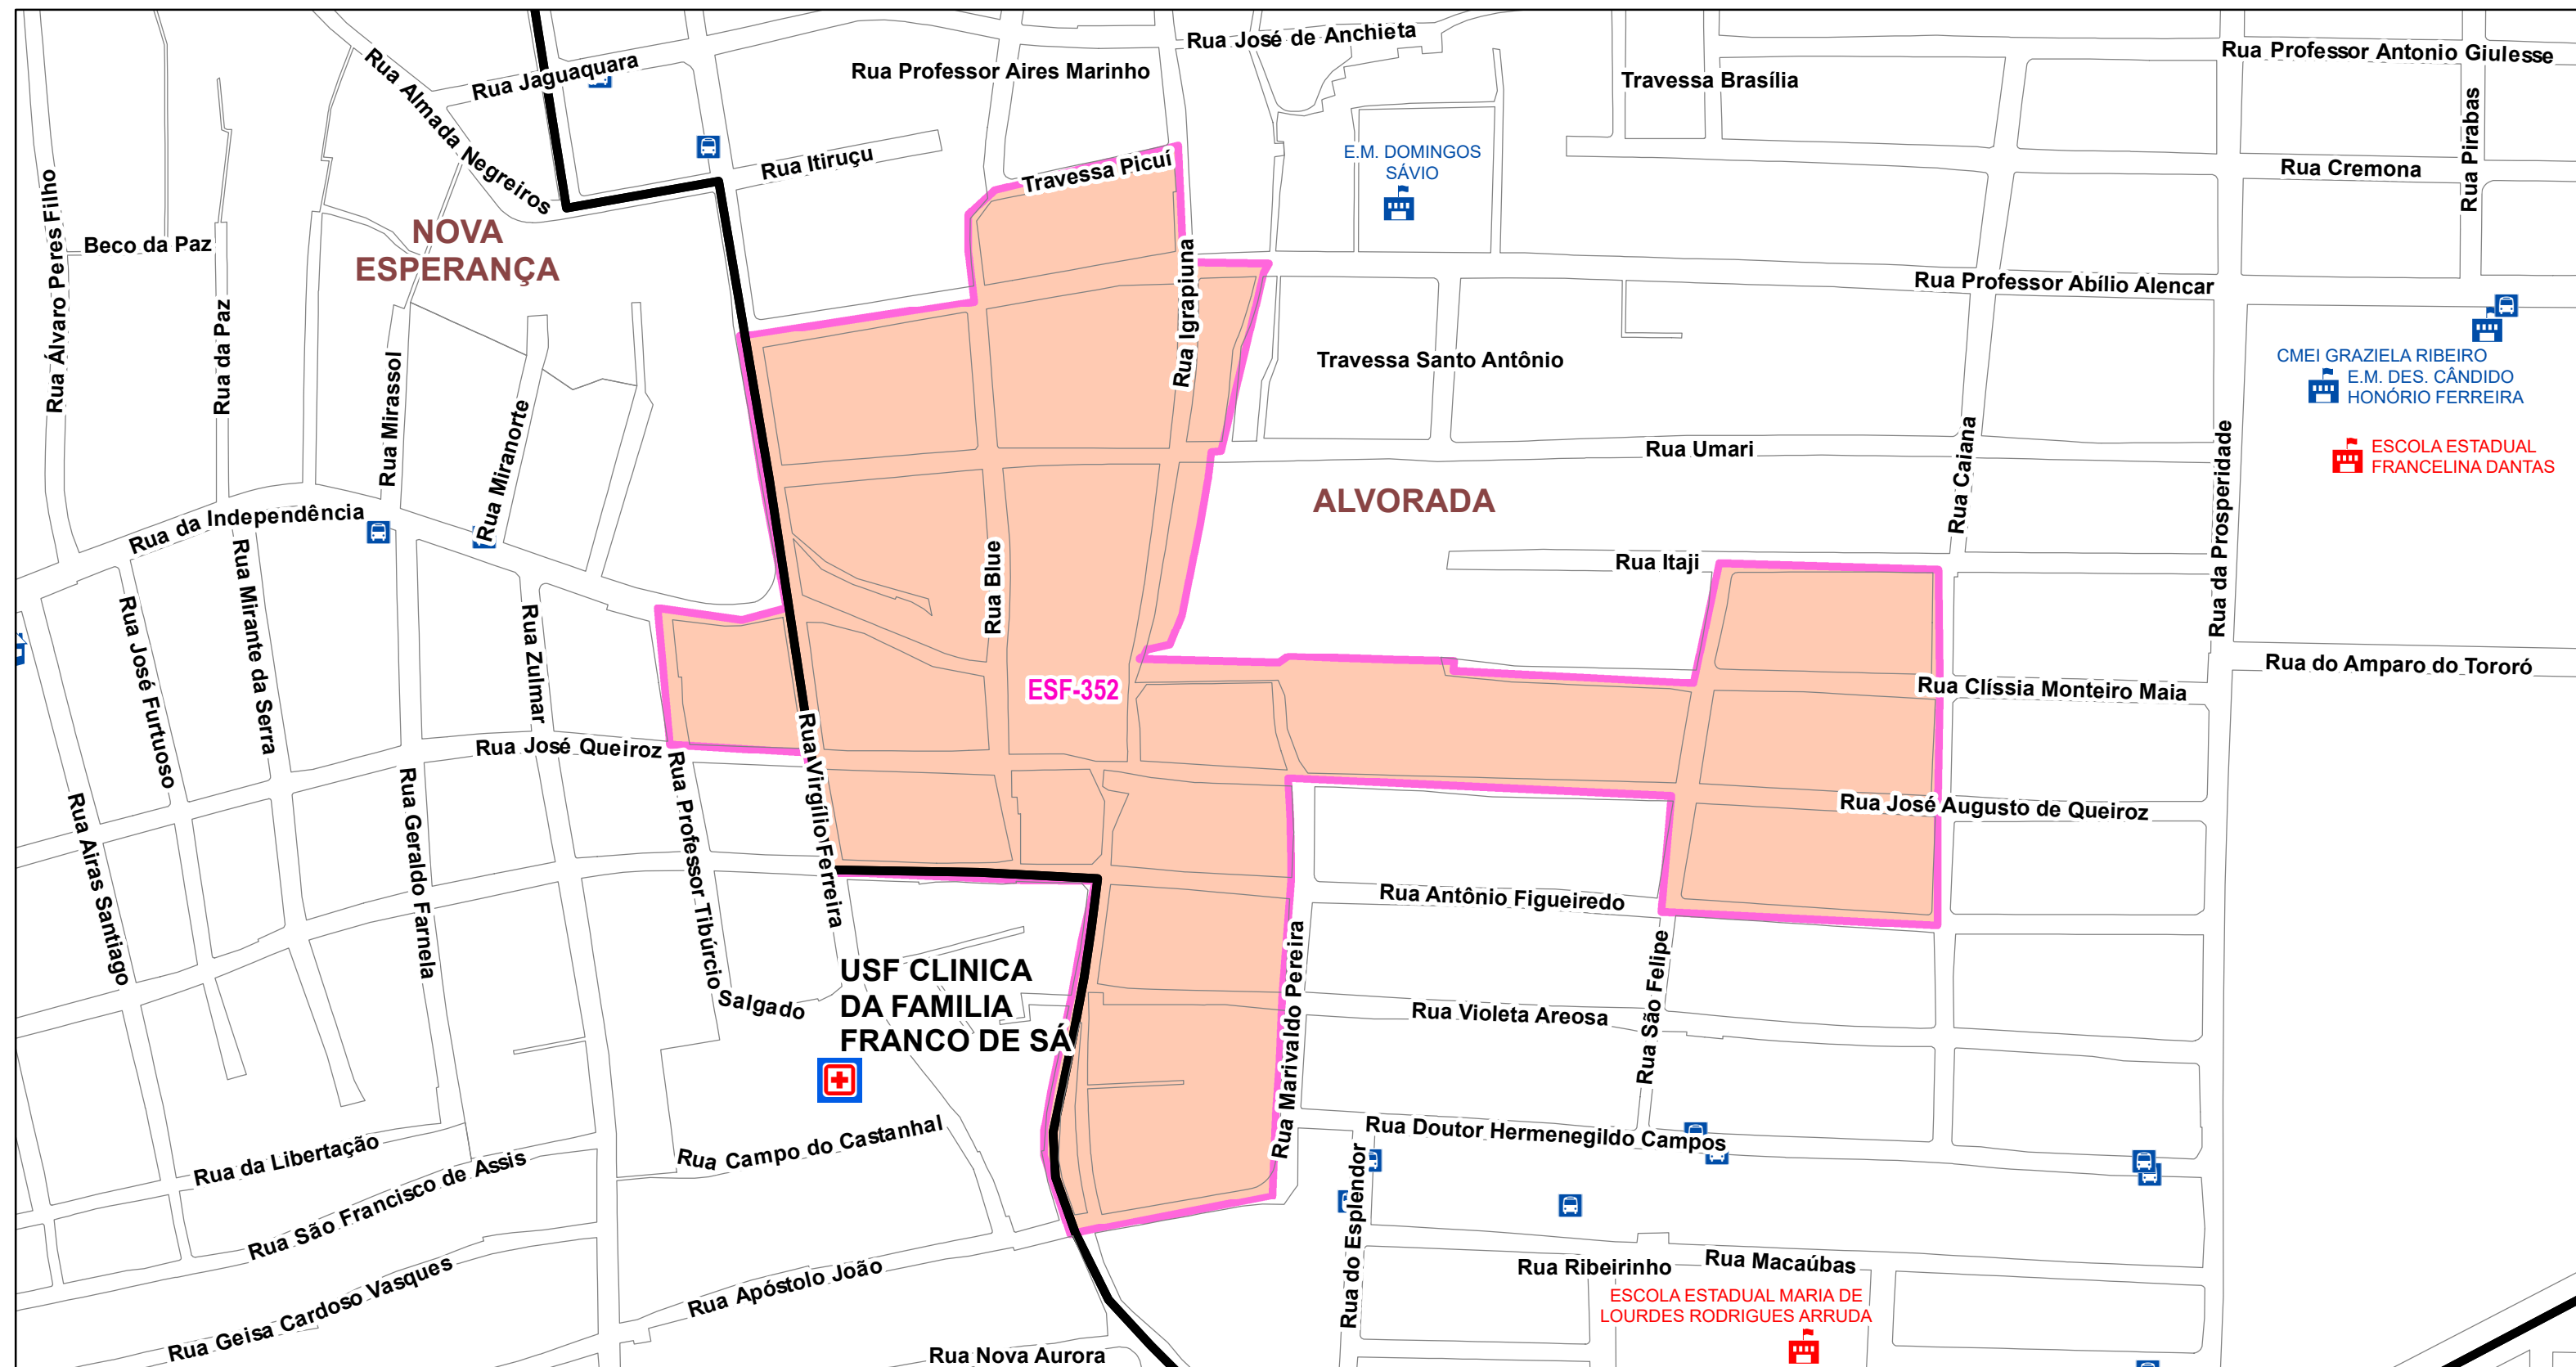 Rua José de Anchieta
Rua Professor Antonio Giulesse
Rua Almada Negreiros
Rua Jaguaquara
Rua Professor Aires Marinho
Travessa Brasília
Rua Pirabas
Rua Itiruçu
Travessa Picuí
E.M. DOMINGOS
SÁVIO
Rua Cremona
Rua Álvaro Peres Filho
Beco da Paz
NOVA
ESPERANÇA
Rua Igrapiuna
Rua Professor Abílio Alencar
Rua da Paz
Rua Mirassol
Rua Miranorte
Travessa Santo Antônio
CMEI GRAZIELA RIBEIRO
E.M. DES. CÂNDIDO
HONÓRIO FERREIRA
Rua Umari
Rua Caiana
Rua da Prosperidade
ESCOLA ESTADUAL
FRANCELINA DANTAS
ALVORADA
Rua da Independência
Rua Mirante da Serra
Rua José Furtuoso
Rua Zulmar
Rua Blue
Rua Itaji
ESF-352
Rua Clíssia Monteiro Maia
Rua do Amparo do Tororó
Rua José Queiroz
Rua Virgílio Ferreira
Rua Professor Tibúrcio Salgado
Rua Geraldo Farnela
Rua Airas Santiago
Rua José Augusto de Queiroz
Rua Antônio Figueiredo
Rua Marivaldo Pereira
Rua São Felipe
USF CLINICA
DA FAMILIA
FRANCO DE SÁ
Rua Violeta Areosa
Rua Campo do Castanhal
Rua Doutor Hermenegildo Campos
Rua da Libertação
Rua São Francisco de Assis
Rua do Esplendor
Rua Geisa Cardoso Vasques
Rua Apóstolo João
Rua Ribeirinho
Rua Macaúbas
ESCOLA ESTADUAL MARIA DE
LOURDES RODRIGUES ARRUDA
Rua Nova Aurora